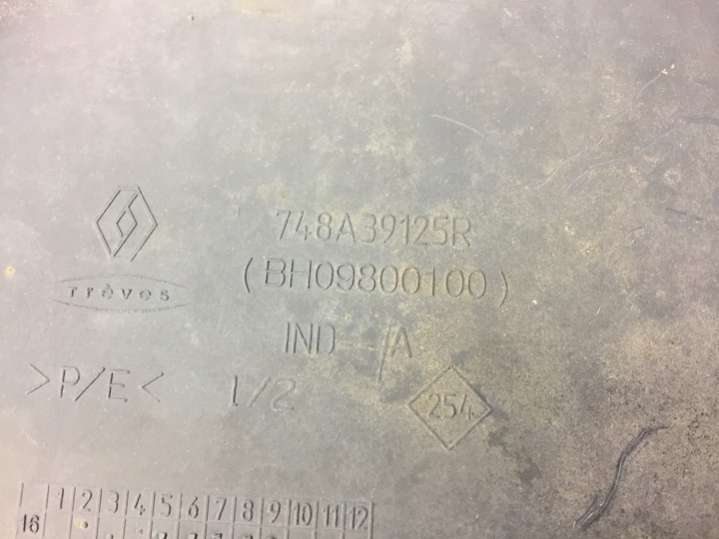 748A39125R
Trèves
(BH09800100)
IND A
>P/E< 1/2
254
1 2 3 4 5 6 7 8 9 10 11 12
16